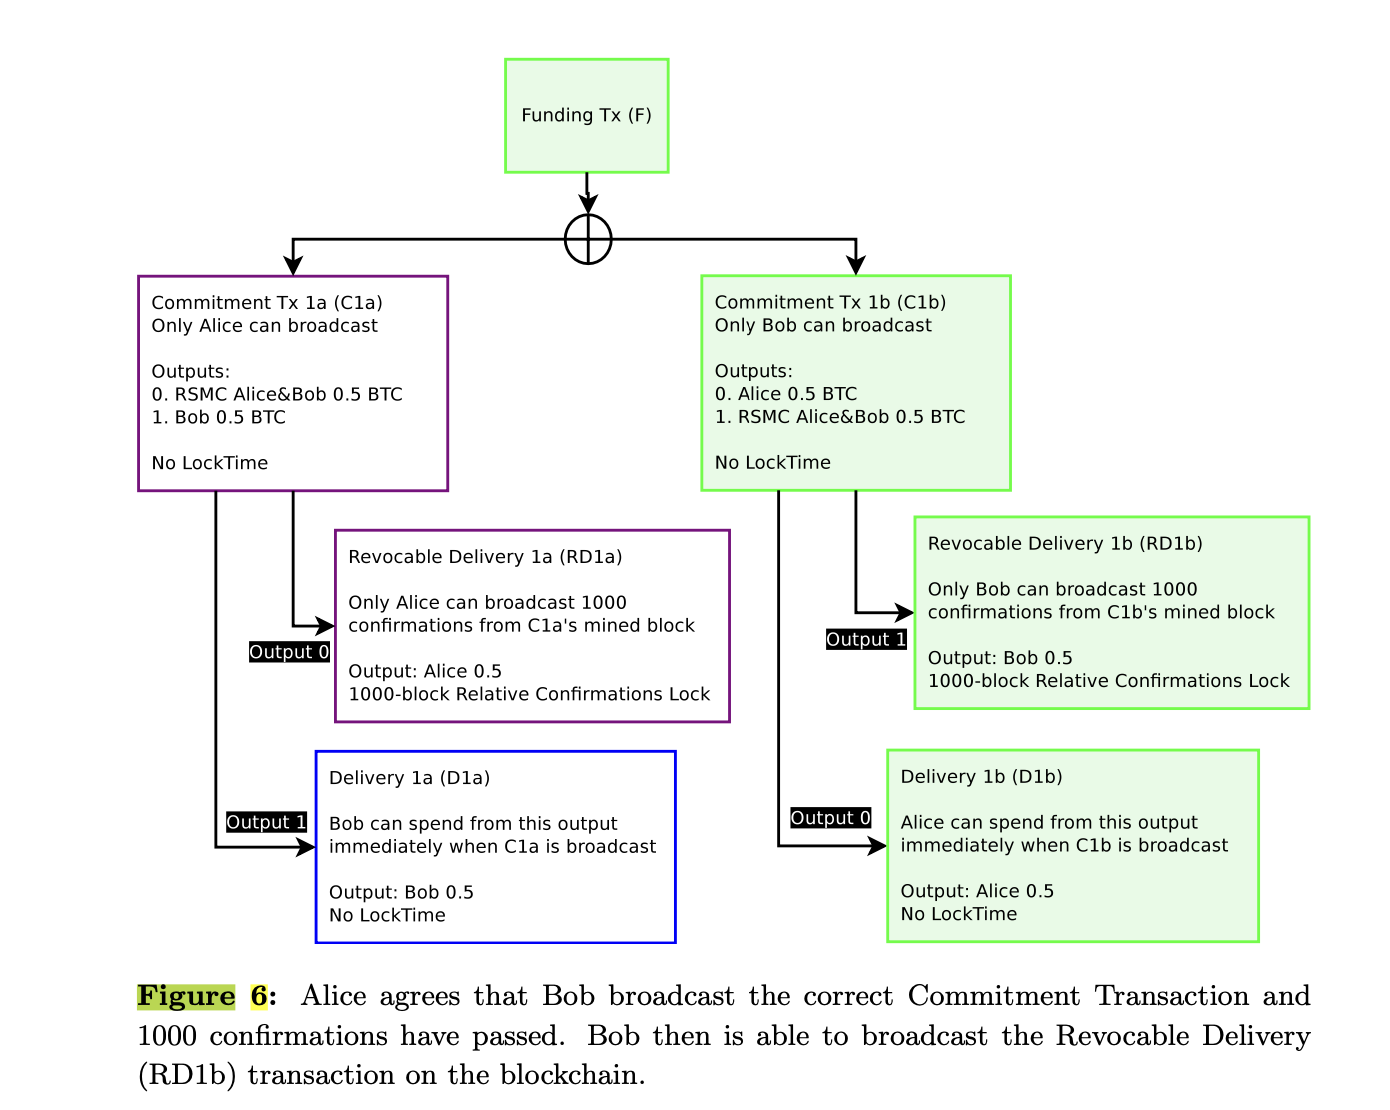 Funding Tx (F)
Commitment Tx 1a (C1a)
Only Alice can broadcast
Outputs:
0. RSMC Alice&Bob 0.5 BTC
1. Bob 0.5 BTC
No LockTime
Commitment Tx 1b (C1b)
Only Bob can broadcast
Outputs:
0. Alice 0.5 BTC
1. RSMC Alice&Bob 0.5 BTC
No LockTime
Revocable Delivery 1a (RD1a)
Only Alice can broadcast 1000
confirmations from C1a's mined block
Output: Alice 0.5
1000-block Relative Confirmations Lock
Output 0
Revocable Delivery 1b (RD1b)
Only Bob can broadcast 1000
confirmations from C1b's mined block
Output: Bob 0.5
1000-block Relative Confirmations Lock
Output 1
Delivery 1a (D1a)
Bob can spend from this output
immediately when C1a is broadcast
Output: Bob 0.5
No LockTime
Output 1
Delivery 1b (D1b)
Alice can spend from this output
immediately when C1b is broadcast
Output: Alice 0.5
No LockTime
Output 0
Figure 6: Alice agrees that Bob broadcast the correct Commitment Transaction and
1000 confirmations have passed. Bob then is able to broadcast the Revocable Delivery
(RD1b) transaction on the blockchain.